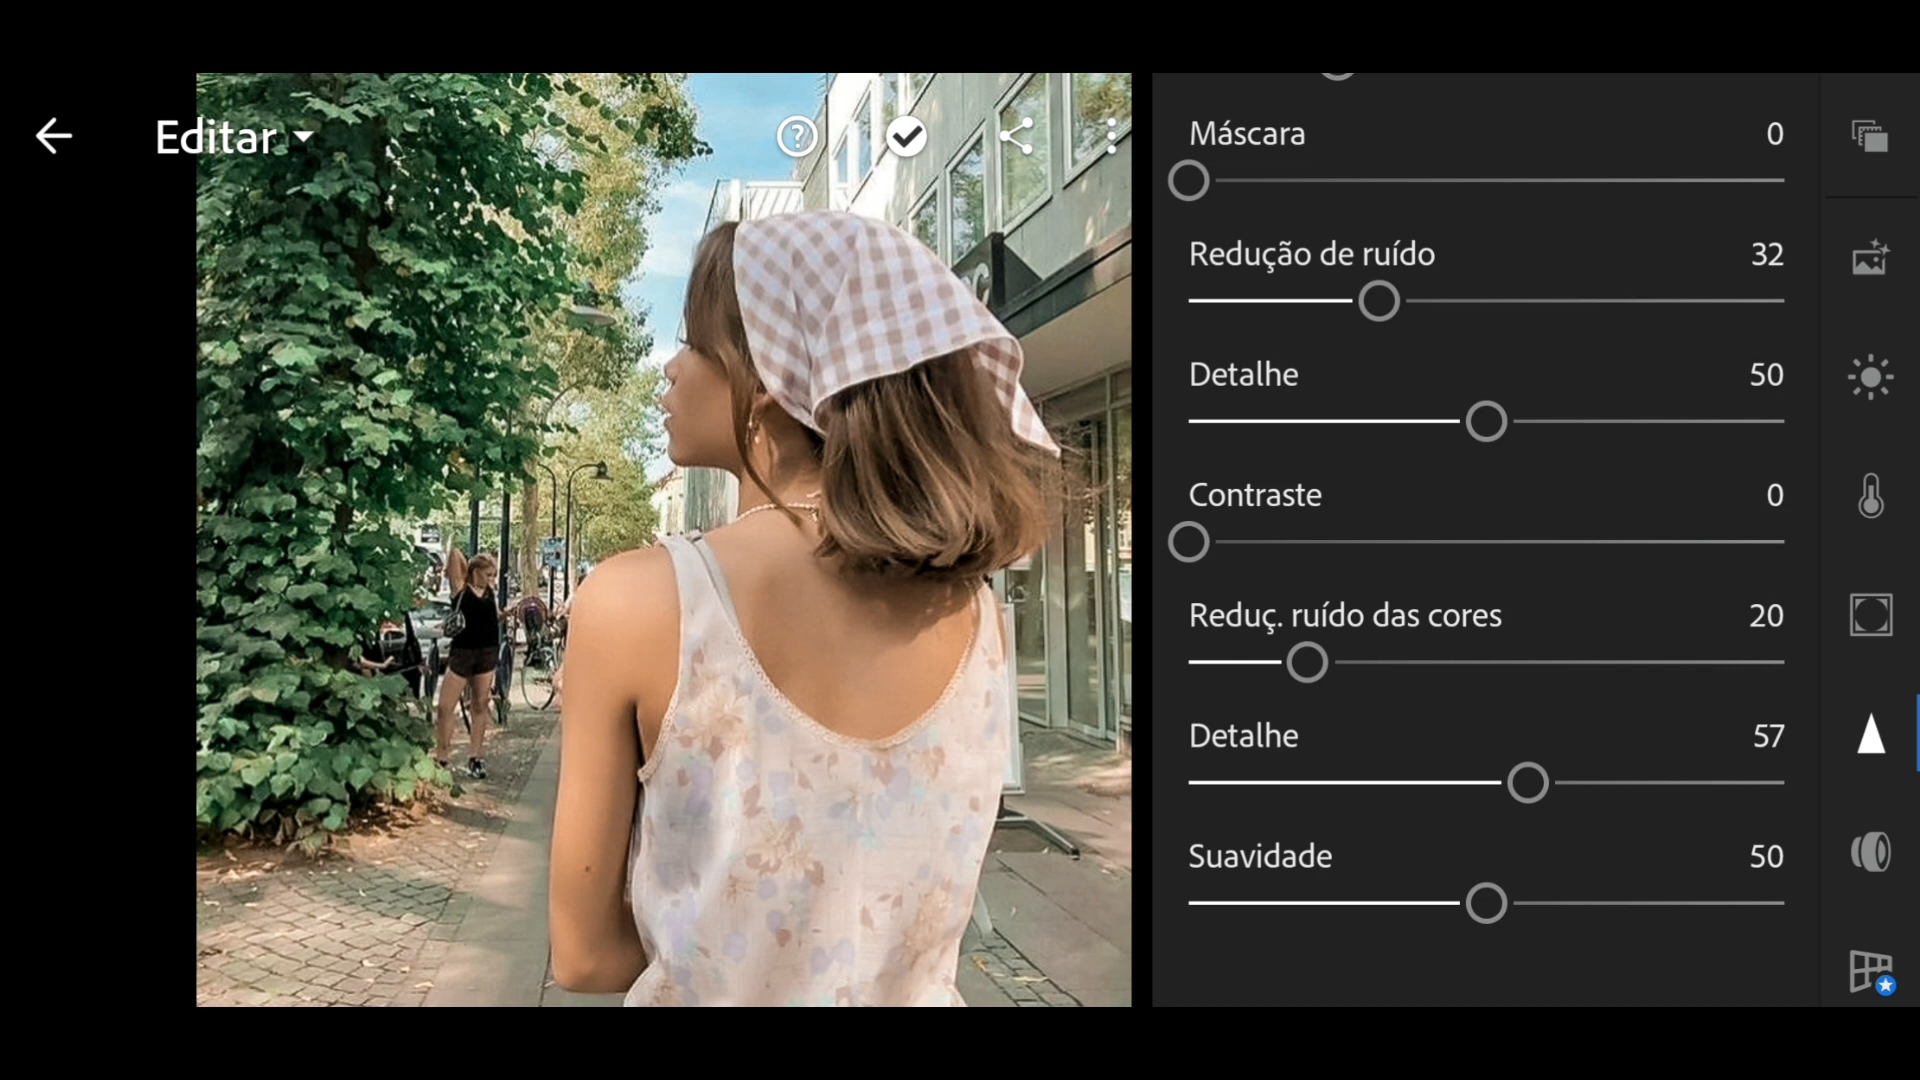 Editar
Máscara 0
Redução de ruído 32
Detalhe 50
Contraste 0
Reduç. ruído das cores 20
Detalhe 57
Suavidade 50